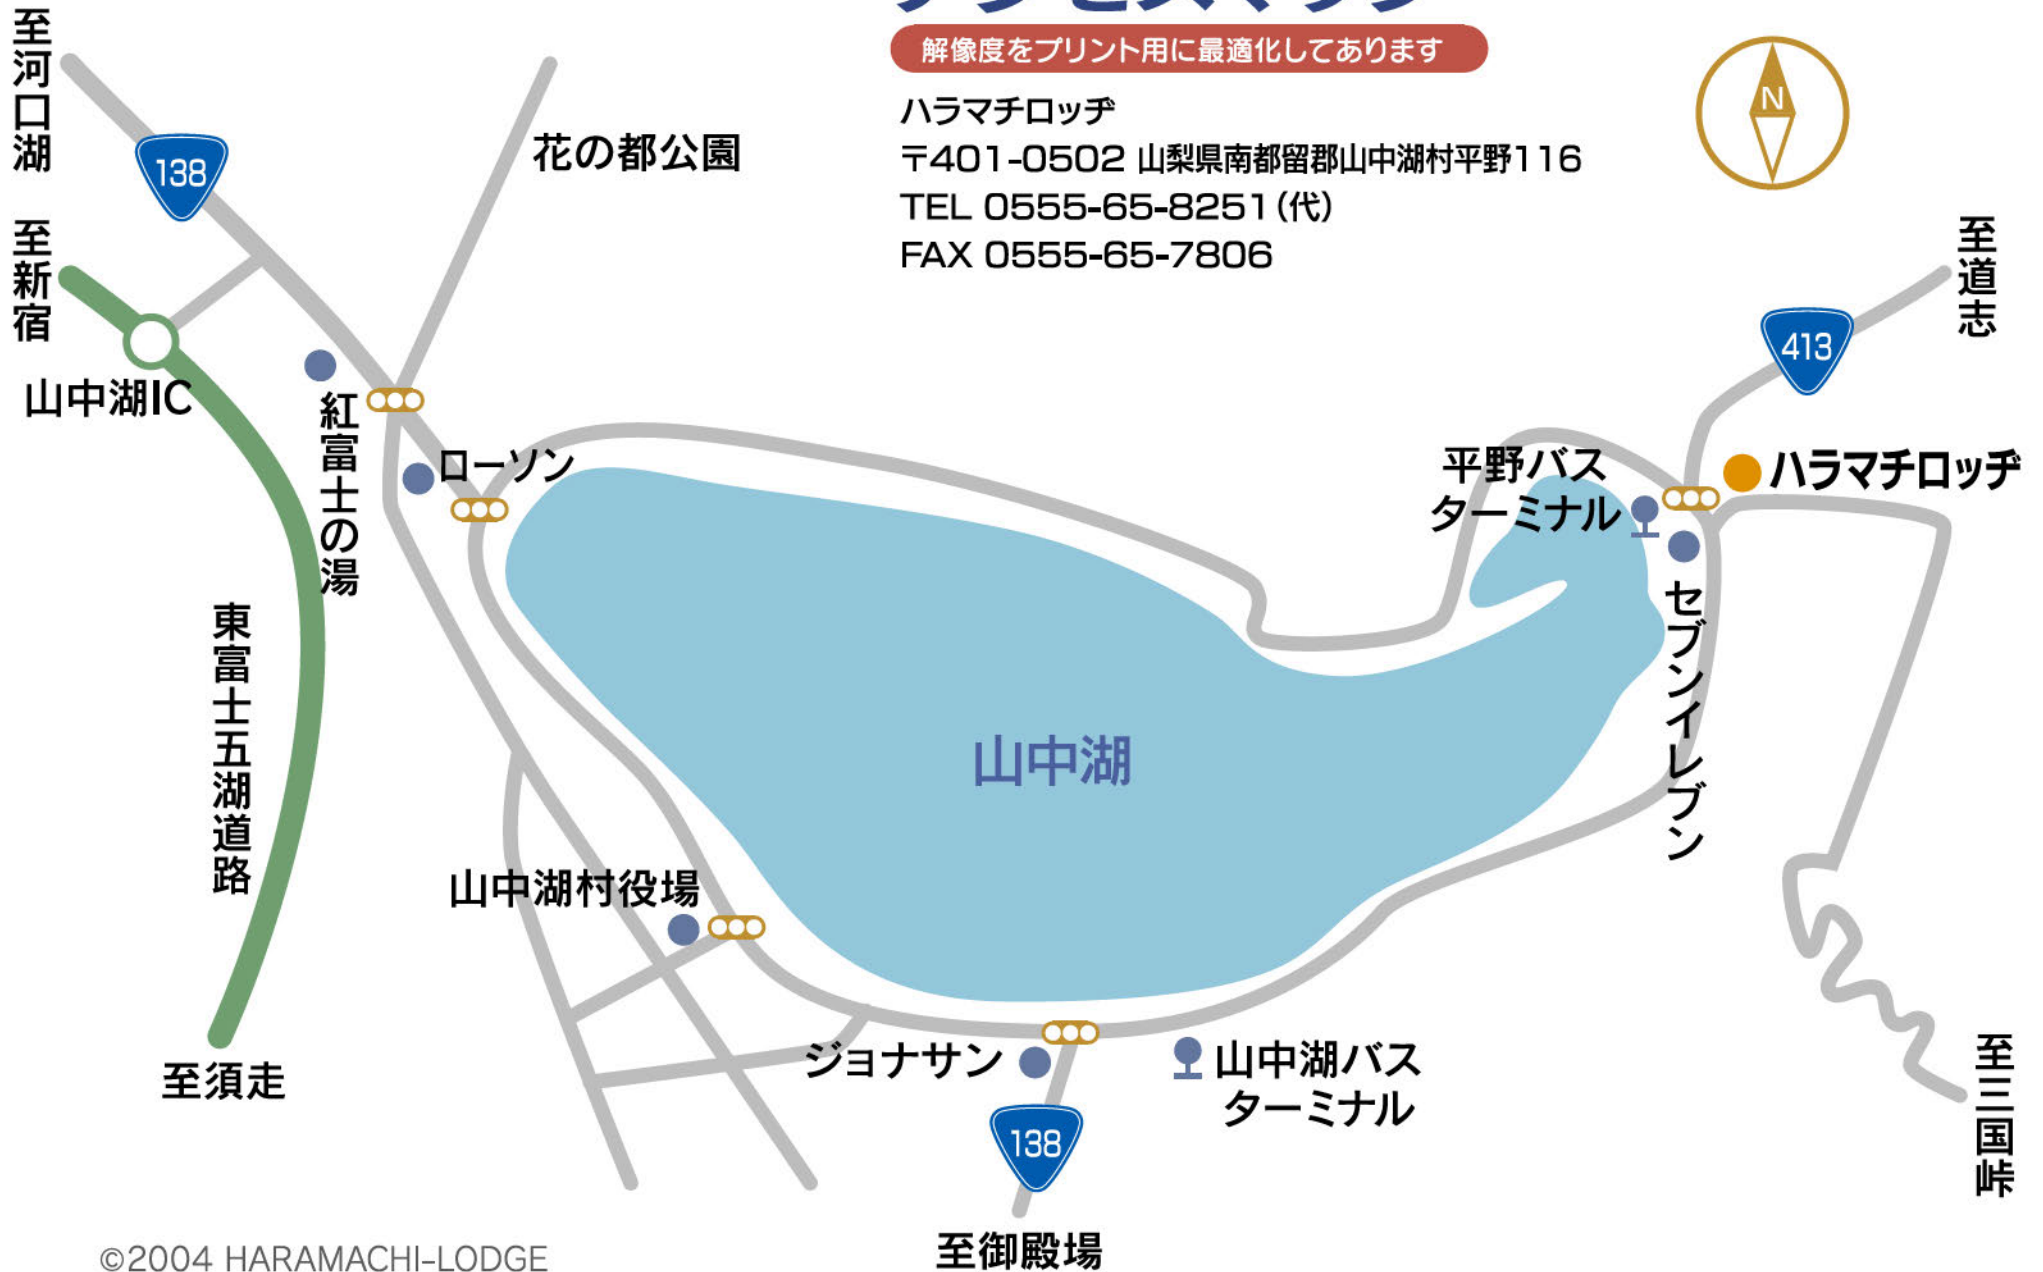 アクセスマップ
解像度をプリント用に最適化してあります
ハラマチロッヂ
〒401-0502 山梨県南都留郡山中湖村平野116
TEL 0555-65-8251(代)
FAX 0555-65-7806
N
至河口湖
138
花の都公園
至新宿
山中湖IC
紅富士の湯
ローソン
東富士五湖道路
至須走
山中湖村役場
山中湖
ジョナサン
138
山中湖バス
ターミナル
至御殿場
平野バス
ターミナル
セブンイレブン
ハラマチロッヂ
413
至道志
至三国峠
©2004 HARAMACHI-LODGE